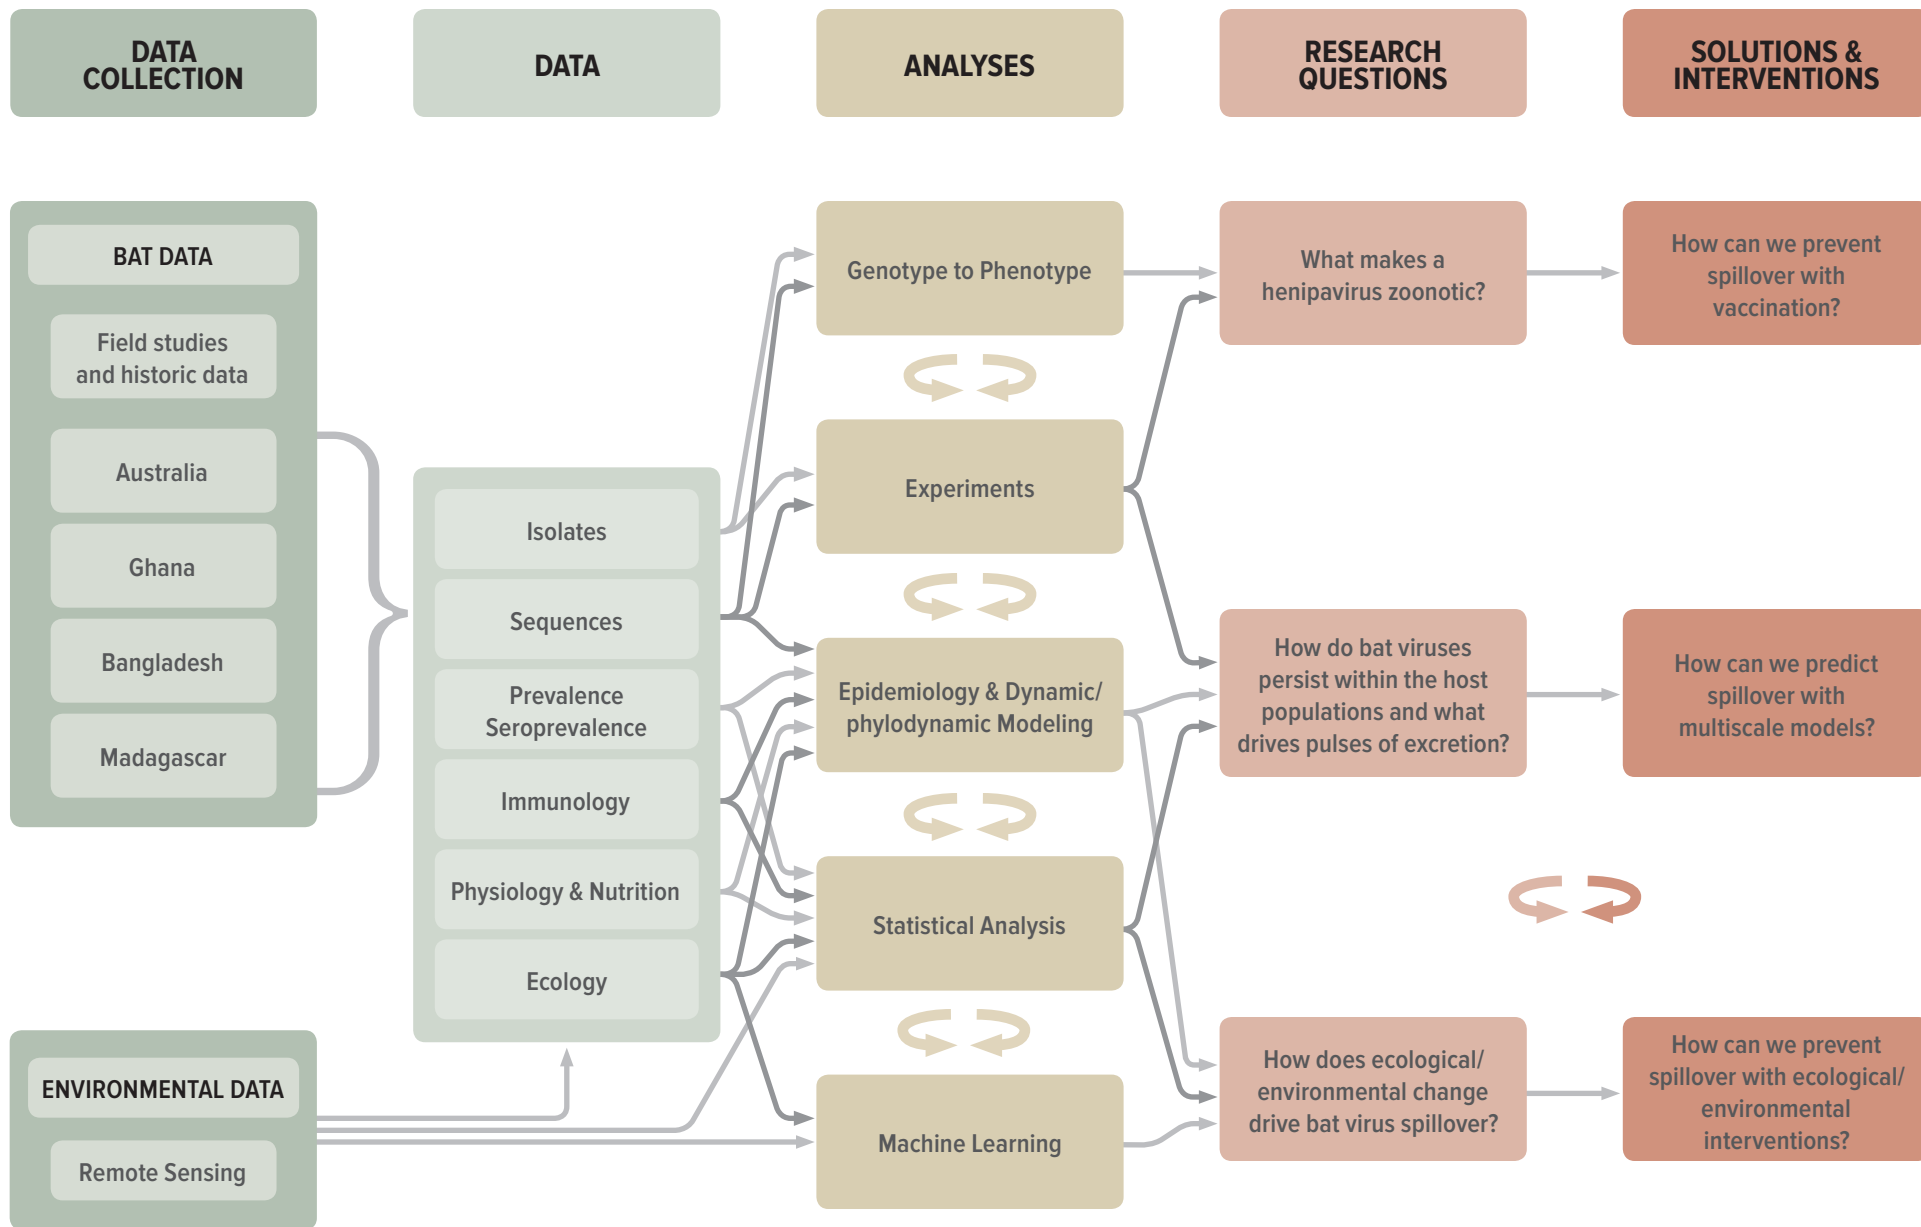 DATA
COLLECTION
DATA
ANALYSES
RESEARCH
QUESTIONS
SOLUTIONS &
INTERVENTIONS
BAT DATA
Field studies
and historic data
Australia
Ghana
Bangladesh
Madagascar
ENVIRONMENTAL DATA
Remote Sensing
Isolates
Sequences
Prevalence
Seroprevalence
Immunology
Physiology & Nutrition
Ecology
Genotype to Phenotype
Experiments
Epidemiology & Dynamic/
phylodynamic Modeling
Statistical Analysis
Machine Learning
What makes a
henipavirus zoonotic?
How do bat viruses
persist within the host
populations and what
drives pulses of excretion?
How does ecological/
environmental change
drive bat virus spillover?
How can we prevent
spillover with
vaccination?
How can we predict
spillover with
multiscale models?
How can we prevent
spillover with ecological/
environmental
interventions?